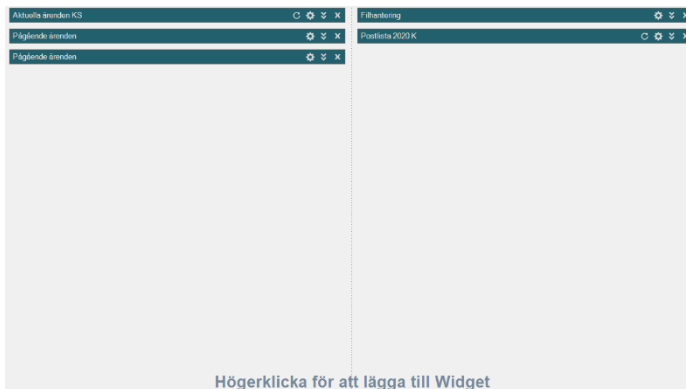 Aktuella ärenden KS
Pågående ärenden
Pågående ärenden
Filhantering
Postlista 2020 K
Högerklicka för att lägga till Widget